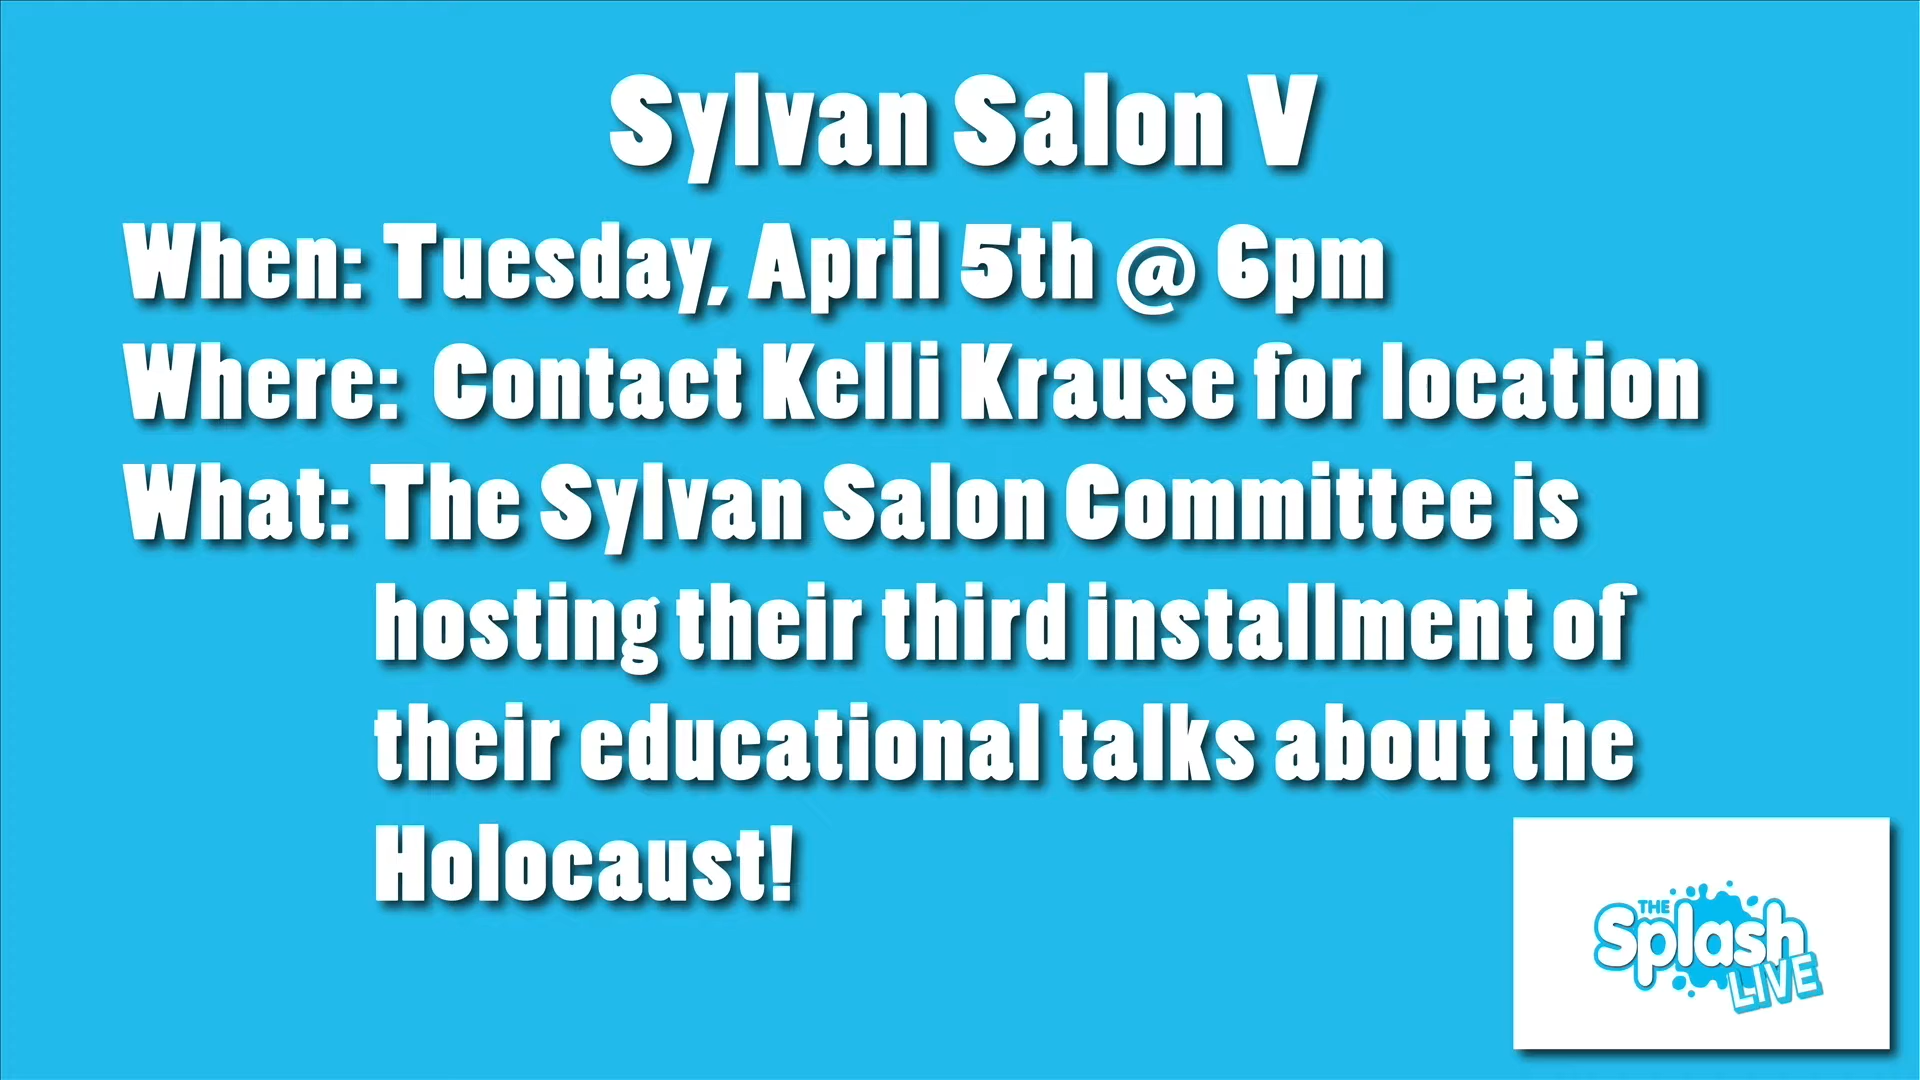 Sylvan Salon V
When: Tuesday, April 5th @ 6pm
Where: Contact Kelli Krause for location
What: The Sylvan Salon Committee is
hosting their third installment of
their educational talks about the
Holocaust!
THE
Splash
LIVE